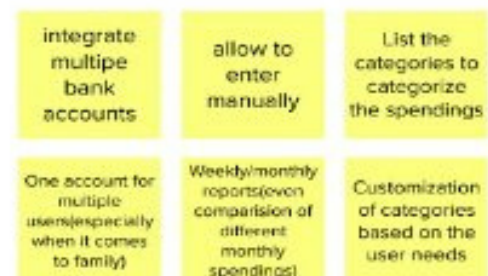 integrate
multipe
bank
accounts
allow to
enter
manually
List the
categories to
categorize
the spendings
One account for
multiple
users(especially
when it comes
to family)
Weekly/monthly
reports(even
comparision of
different
monthly
spendings)
Customization
of categories
based on the
user needs